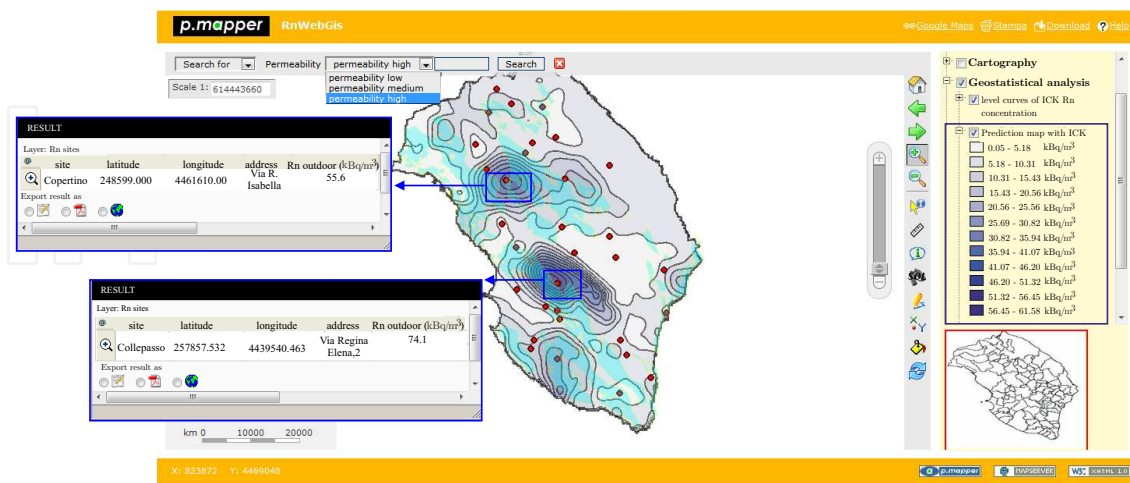 p.mapper RnWebGis
Google Maps Stampa Download Help
Search for Permeability permeability high Search
permeability low
permeability medium
permeability high
Scale 1: 614443660
RESULT
Layer: Rn sites
@ site latitude longitude address Rn outdoor (kBq/m3)
Copertino 248599.000 4461610.00 Via R. Isabella 55.6
Export result as
RESULT
Layer: Rn sites
@ site latitude longitude address Rn outdoor (kBq/m3)
Collepasso 257857.532 4439540.463 Via Regina Elena,2 74.1
Export result as
km 0 10000 20000
SQL
X Y
Cartography
Geostatistical analysis
level curves of ICK Rn
concentration
Prediction map with ICK
0.05 - 5.18 kBq/m3
5.18 - 10.31 kBq/m3
10.31 - 15.43 kBq/m3
15.43 - 20.56 kBq/m3
20.56 - 25.56 kBq/m3
25.69 - 30.82 kBq/m3
30.82 - 35.94 kBq/m3
35.94 - 41.07 kBq/m3
41.07 - 46.20 kBq/m3
46.20 - 51.32 kBq/m3
51.32 - 56.45 kBq/m3
56.45 - 61.58 kBq/m3
X: 823872 Y: 4469048
p.mapper MAPSERVER W3C XHTML 1.0